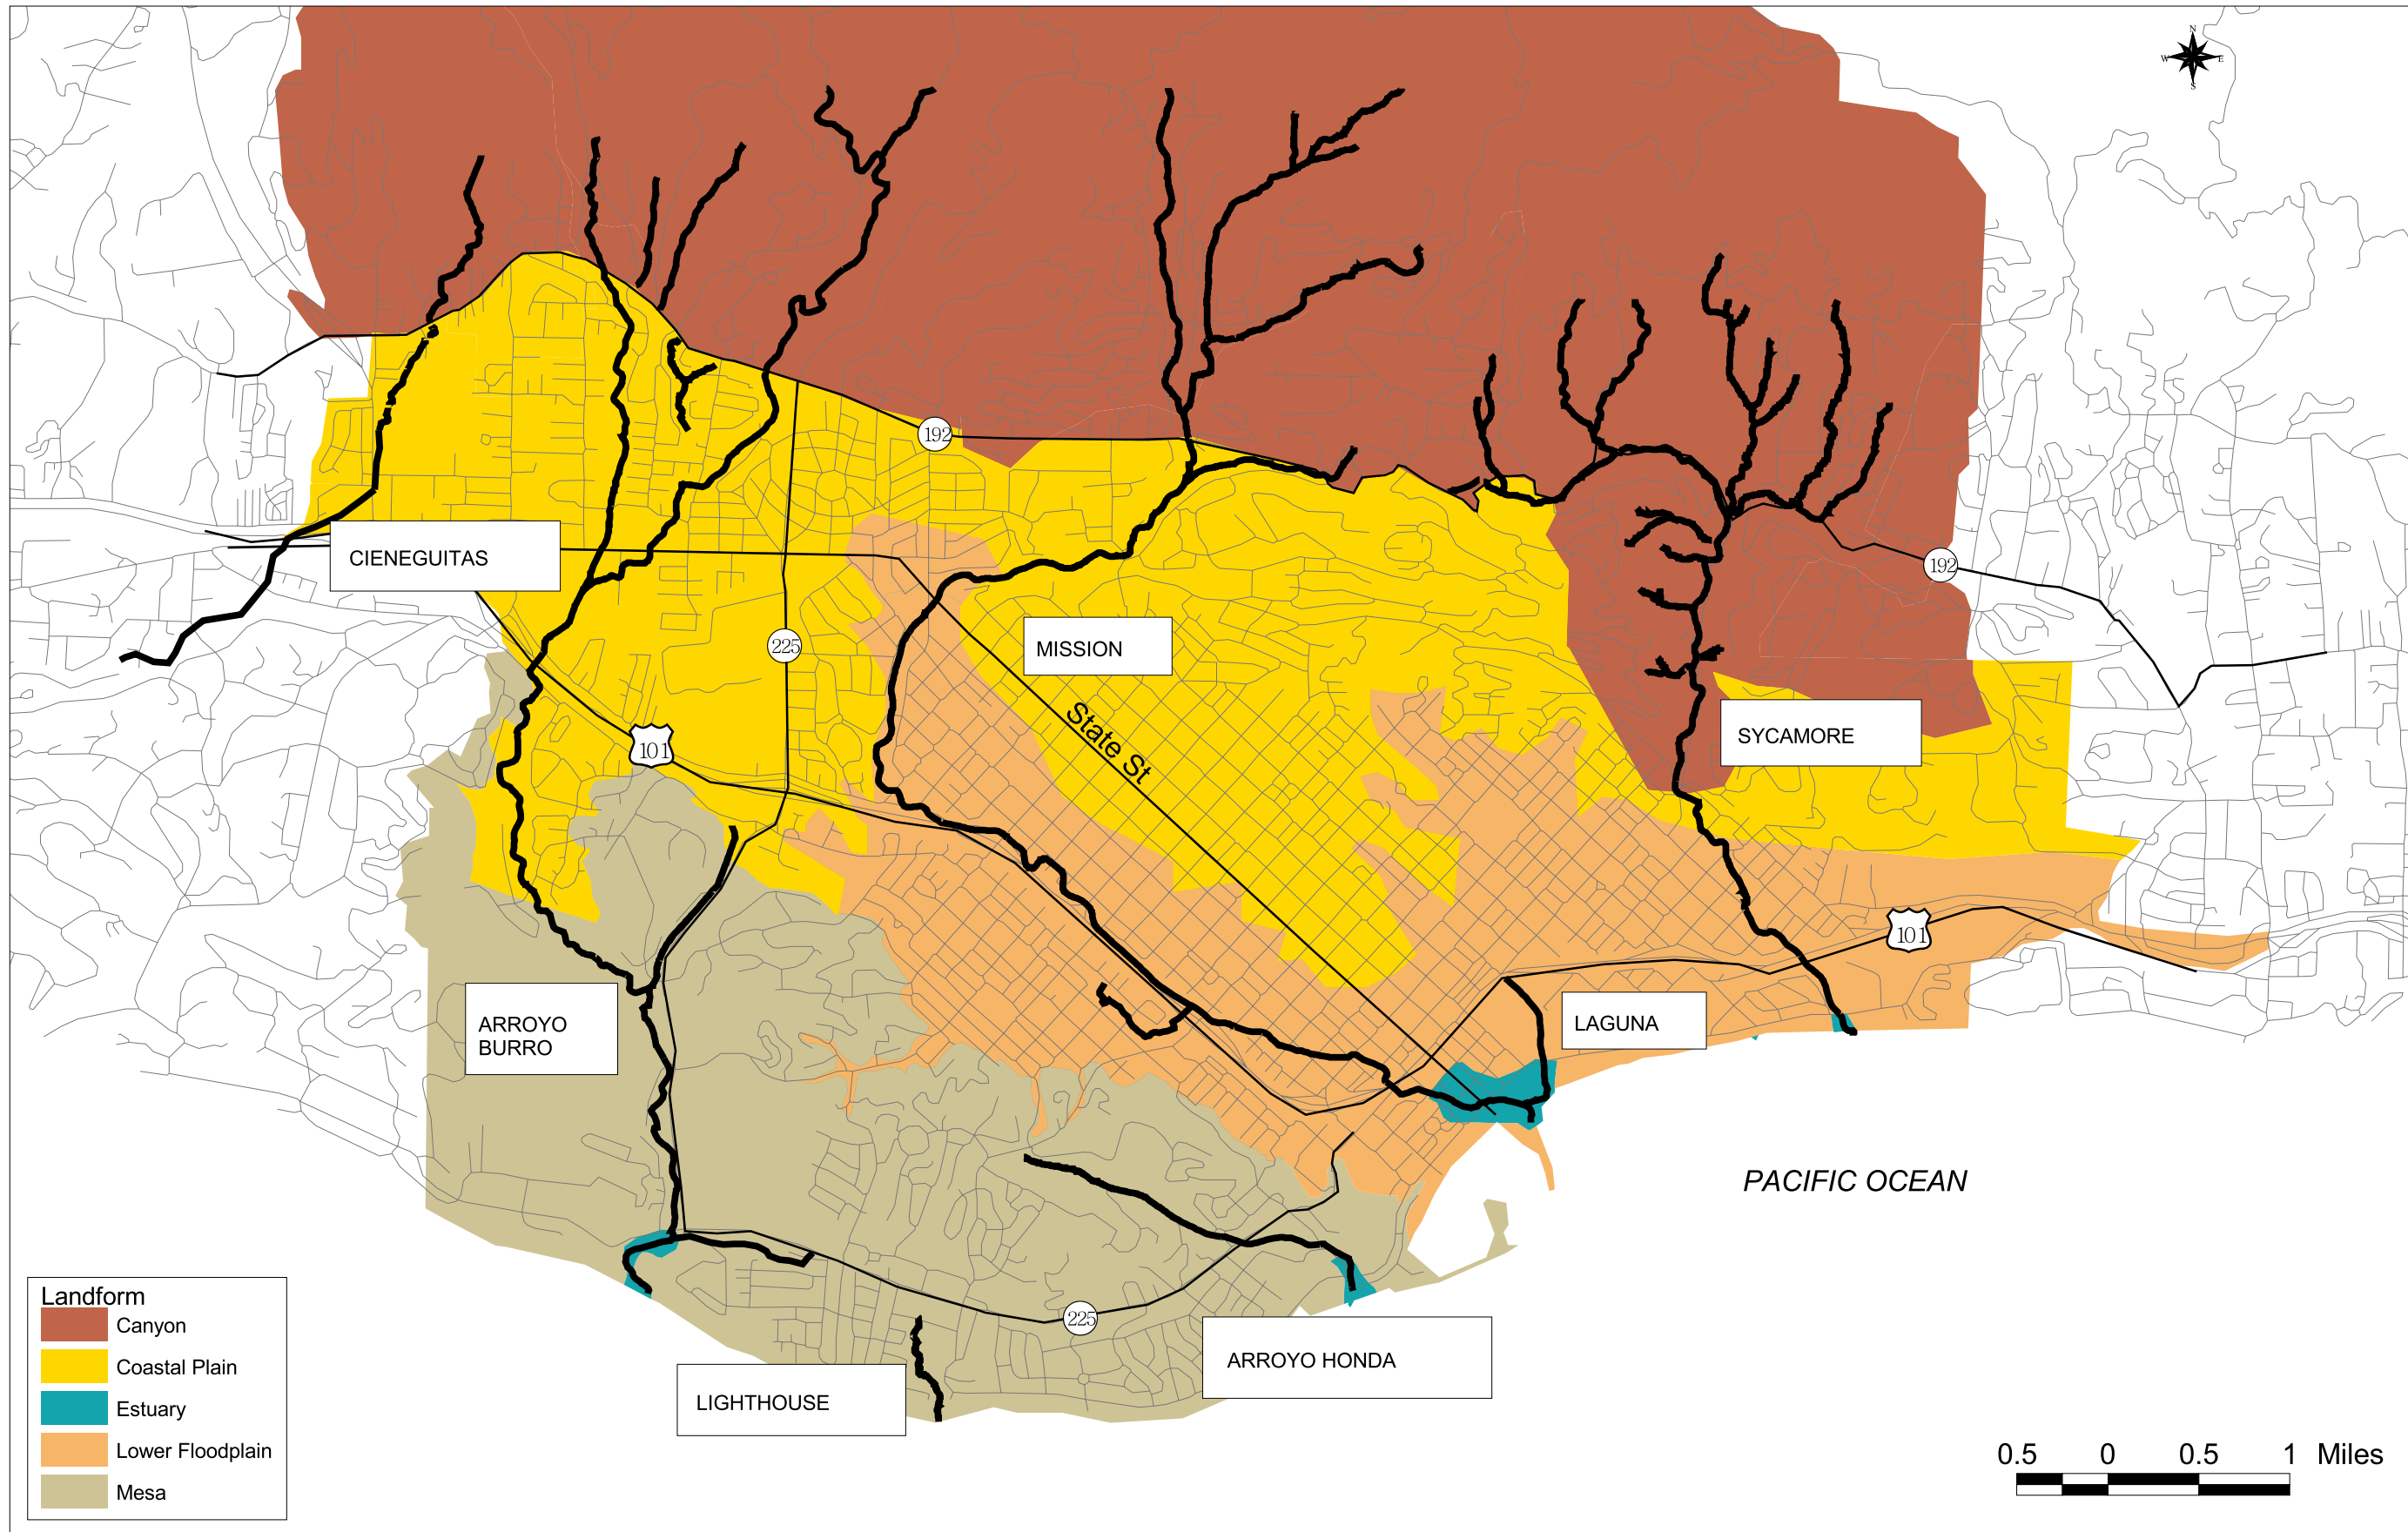 N
W E
S
192
CIENEGUITAS
192
225
MISSION
State St
101
SYCAMORE
101
ARROYO
BURRO
LAGUNA
PACIFIC OCEAN
225
ARROYO HONDA
LIGHTHOUSE
Landform
Canyon
Coastal Plain
Estuary
Lower Floodplain
Mesa
0.5 0 0.5 1 Miles